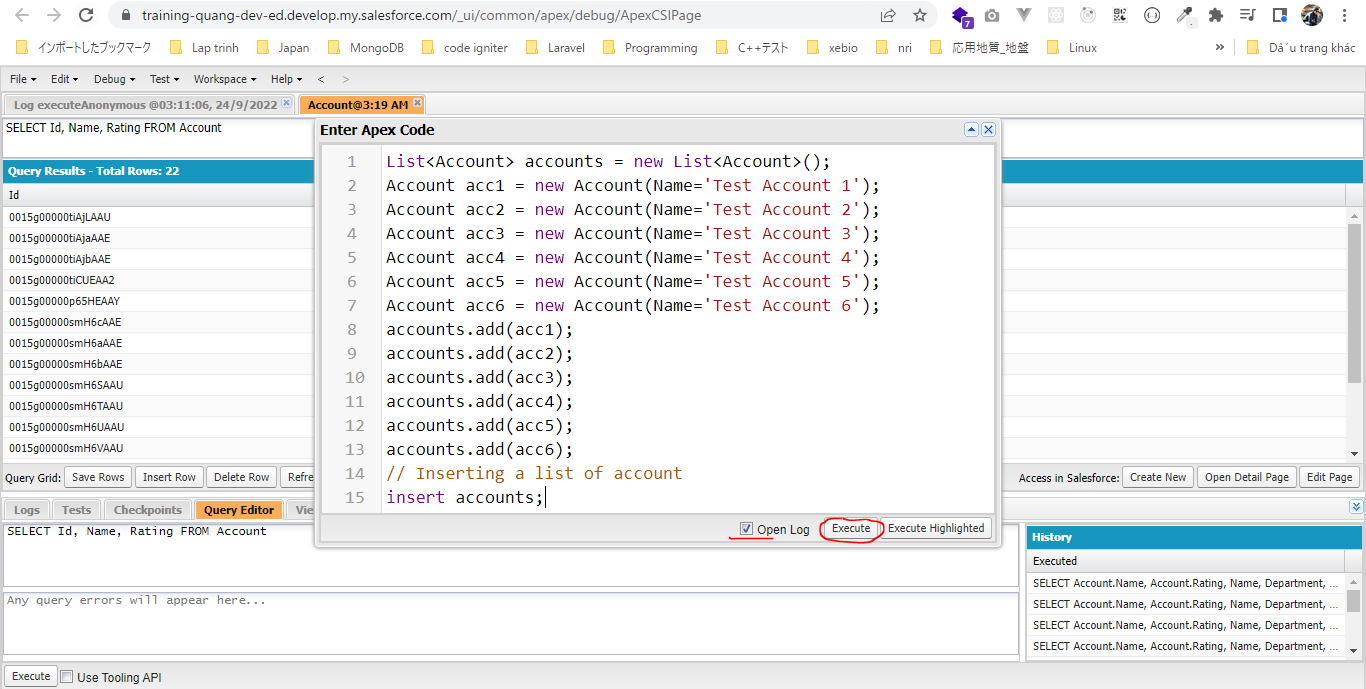 training-quang-dev-ed.develop.my.salesforce.com/_ui/common/apex/debug/ApexCSIPage
7
インポートしたブックマーク Lap trinh Japan MongoDB code igniter Laravel Programming C++テスト xebio nri 応用地質_地盤 Linux » Dấu trang khác
File Edit Debug Test Workspace Help < >
Log executeAnonymous @03:11:06, 24/9/2022 Account@3:19 AM
SELECT Id, Name, Rating FROM Account
Query Results - Total Rows: 22
Id
0015g00000tiAjLAAU
0015g00000tiAjaAAE
0015g00000tiAjbAAE
0015g00000tiCUEAA2
0015g00000p65HEAAY
0015g00000smH6cAAE
0015g00000smH6aAAE
0015g00000smH6bAAE
0015g00000smH6SAAU
0015g00000smH6TAAU
0015g00000smH6UAAU
0015g00000smH6VAAU
Query Grid: Save Rows Insert Row Delete Row Refre
Access in Salesforce: Create New Open Detail Page Edit Page
Enter Apex Code
1 List<Account> accounts = new List<Account>();
2 Account acc1 = new Account(Name='Test Account 1');
3 Account acc2 = new Account(Name='Test Account 2');
4 Account acc3 = new Account(Name='Test Account 3');
5 Account acc4 = new Account(Name='Test Account 4');
6 Account acc5 = new Account(Name='Test Account 5');
7 Account acc6 = new Account(Name='Test Account 6');
8 accounts.add(acc1);
9 accounts.add(acc2);
10 accounts.add(acc3);
11 accounts.add(acc4);
12 accounts.add(acc5);
13 accounts.add(acc6);
14 // Inserting a list of account
15 insert accounts;
Open Log Execute Execute Highlighted
Logs Tests Checkpoints Query Editor Vie
SELECT Id, Name, Rating FROM Account
Any query errors will appear here...
History
Executed
SELECT Account.Name, Account.Rating, Name, Department, ...
SELECT Account.Name, Account.Rating, Name, Department, ...
SELECT Account.Name, Account.Rating, Name, Department, ...
SELECT Account.Name, Account.Rating, Name, Department, ...
Execute Use Tooling API